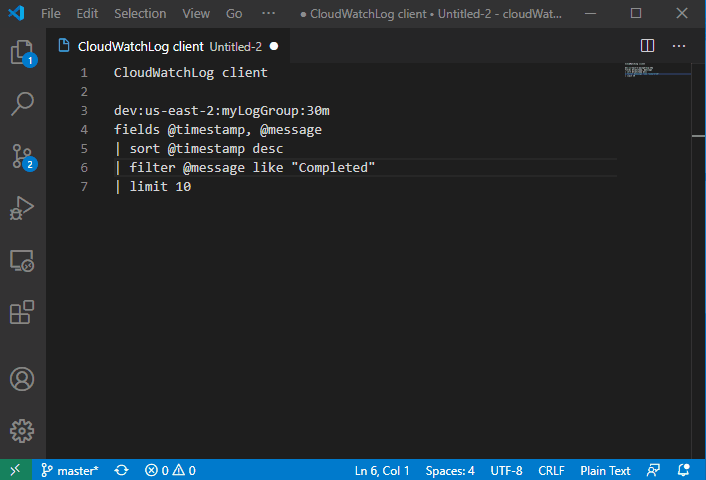 File Edit Selection View Go ··· ● CloudWatchLog client • Untitled-2 - cloudWat...
CloudWatchLog client Untitled-2 ●
1 CloudWatchLog client
2
3 dev:us-east-2:myLogGroup:30m
4 fields @timestamp, @message
5 | sort @timestamp desc
6 | filter @message like "Completed"
7 | limit 10
1
2
master* 0 0 Ln 6, Col 1 Spaces: 4 UTF-8 CRLF Plain Text